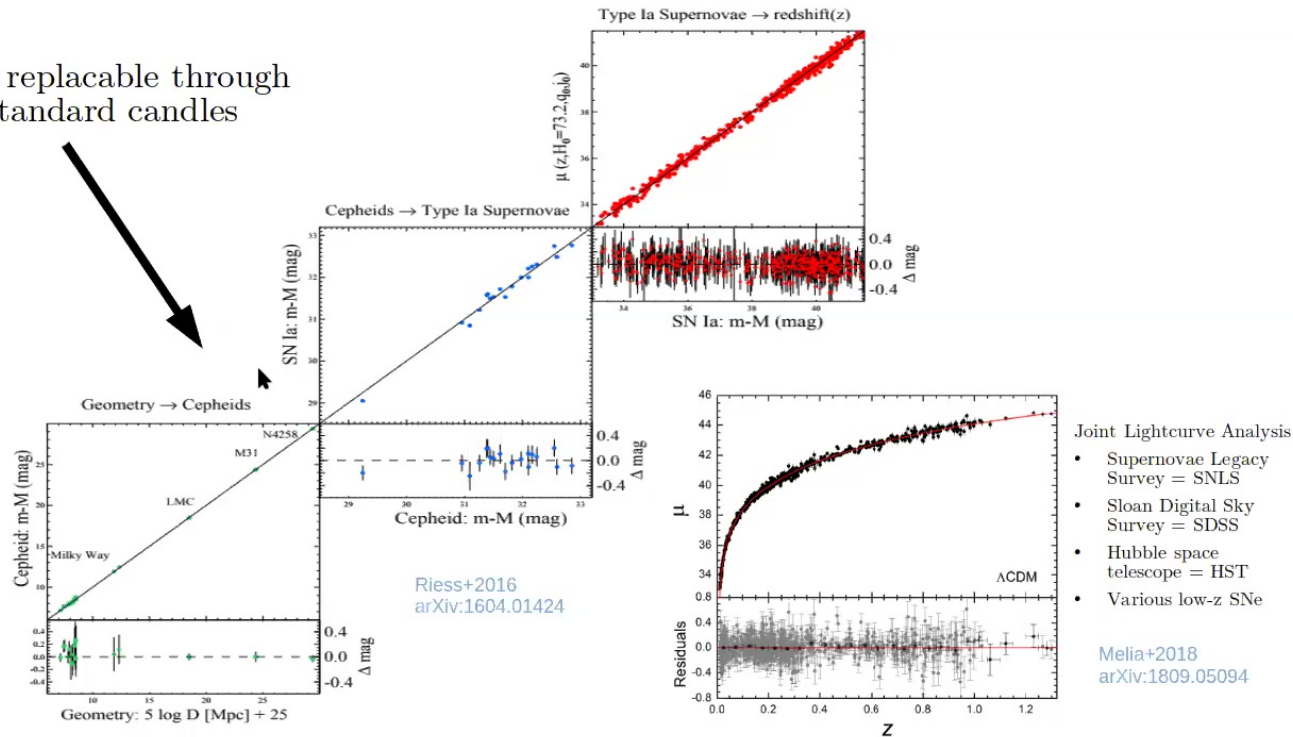 replacable through
tandard candles
Type Ia Supernovae → redshift(z)
μ (z,H₀=73.2,q₀,j₀)
40
38
36
34
0.4
0.0
-0.4
Δ mag
34
36
38
40
SN Ia: m-M (mag)
Cepheids → Type Ia Supernovae
SN Ia: m-M (mag)
33
32
31
30
29
0.4
0.0
-0.4
Δ mag
29
30
31
32
33
Cepheid: m-M (mag)
Geometry → Cepheids
Cepheid: m-M (mag)
25
20
15
10
N4258
M31
LMC
Milky Way
0.4
0.2
0.0
-0.2
-0.4
0.4
0.0
-0.4
Δ mag
10
15
20
25
Geometry: 5 log D [Mpc] + 25
Riess+2016
arXiv:1604.01424
μ
46
44
42
40
38
36
34
0.8
ΛCDM
Residuals
0.4
0.0
-0.4
-0.8
0.0
0.2
0.4
0.6
0.8
1.0
1.2
z
Joint Lightcurve Analysis
• Supernovae Legacy
Survey = SNLS
• Sloan Digital Sky
Survey = SDSS
• Hubble space
telescope = HST
• Various low-z SNe
Melia+2018
arXiv:1809.05094